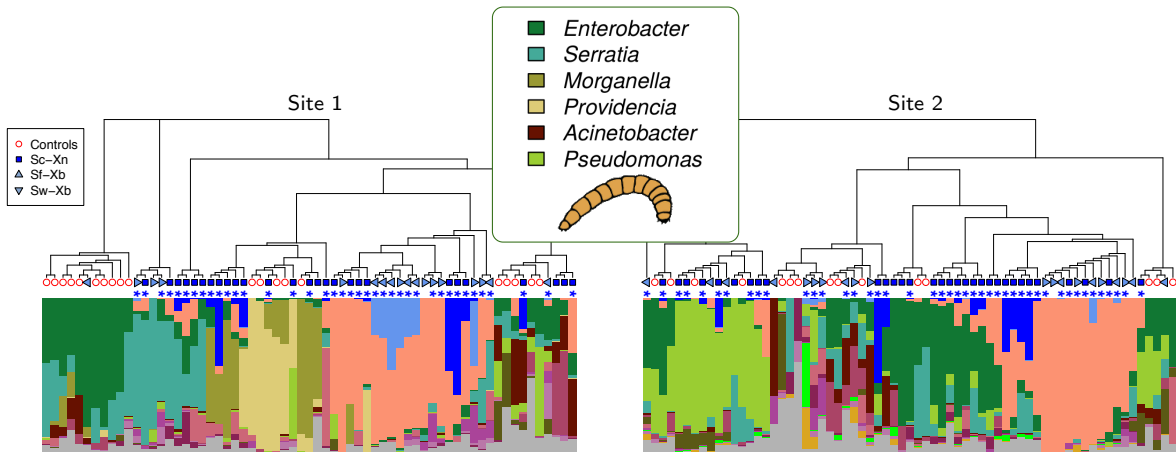 Enterobacter
Serratia
Morganella
Providencia
Acinetobacter
Pseudomonas
Site 1
Site 2
Controls
Sc−Xn
Sf−Xb
Sw−Xb